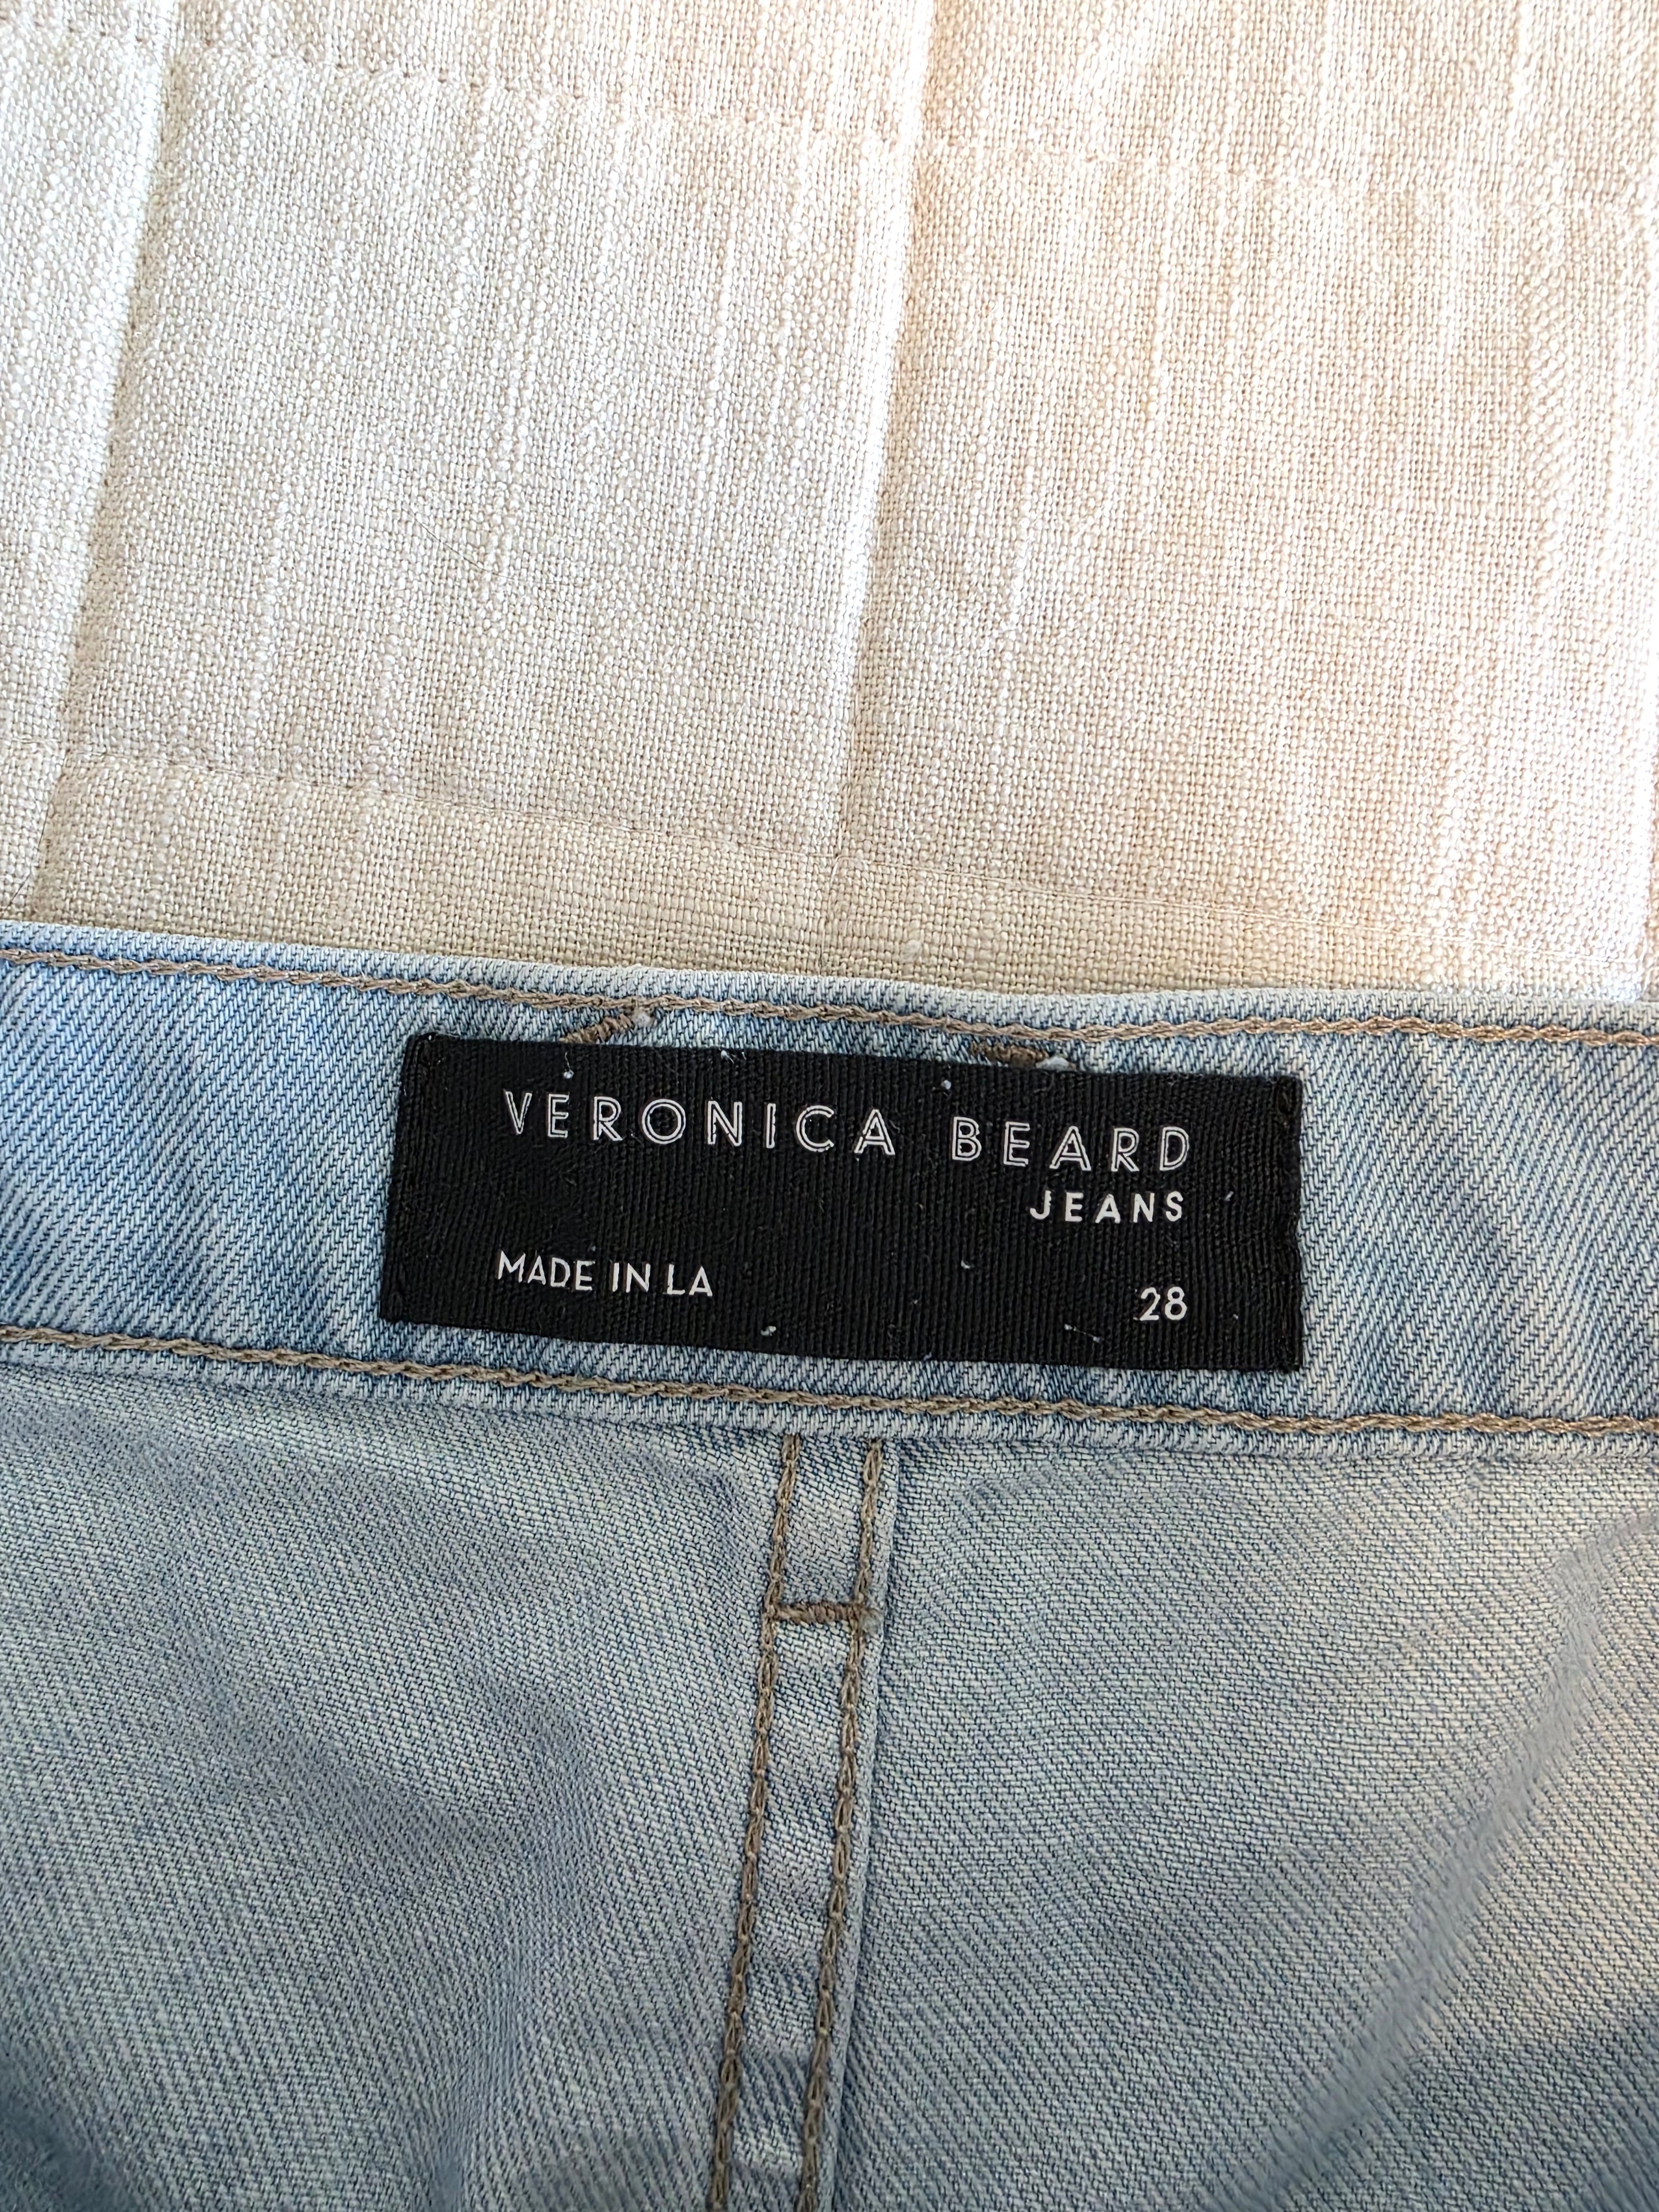 VERONICA BEARD
JEANS
MADE IN LA
28